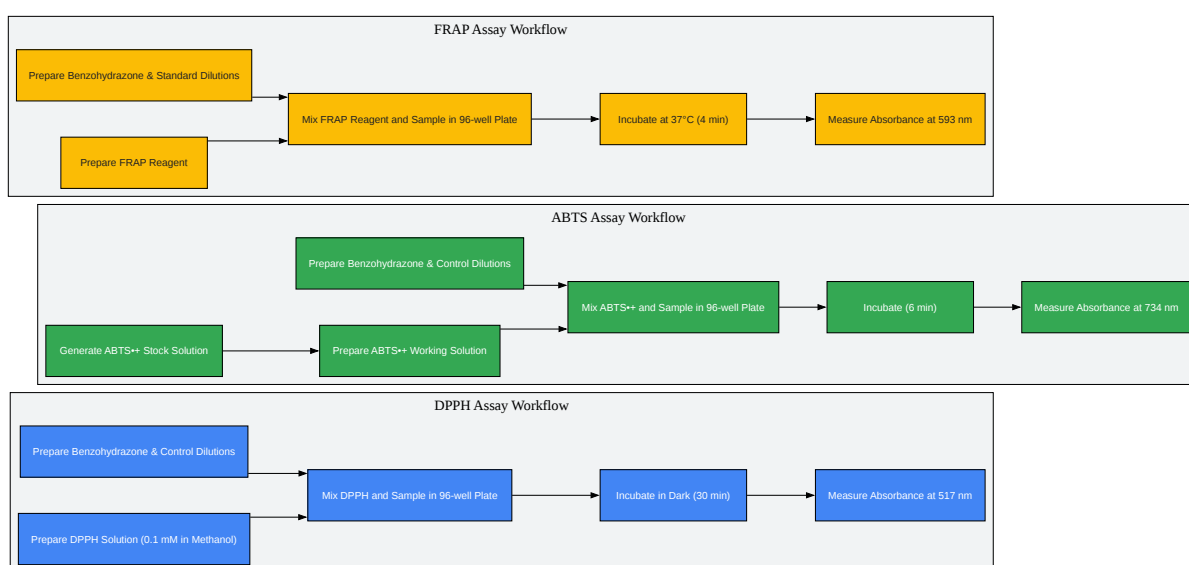 FRAP Assay Workflow
Prepare Benzohydrazone & Standard Dilutions
Mix FRAP Reagent and Sample in 96-well Plate
Incubate at 37°C (4 min)
Measure Absorbance at 593 nm
Prepare FRAP Reagent
ABTS Assay Workflow
Prepare Benzohydrazone & Control Dilutions
Mix ABTS•+ and Sample in 96-well Plate
Incubate (6 min)
Measure Absorbance at 734 nm
Generate ABTS•+ Stock Solution
Prepare ABTS•+ Working Solution
DPPH Assay Workflow
Prepare Benzohydrazone & Control Dilutions
Mix DPPH and Sample in 96-well Plate
Incubate in Dark (30 min)
Measure Absorbance at 517 nm
Prepare DPPH Solution (0.1 mM in Methanol)